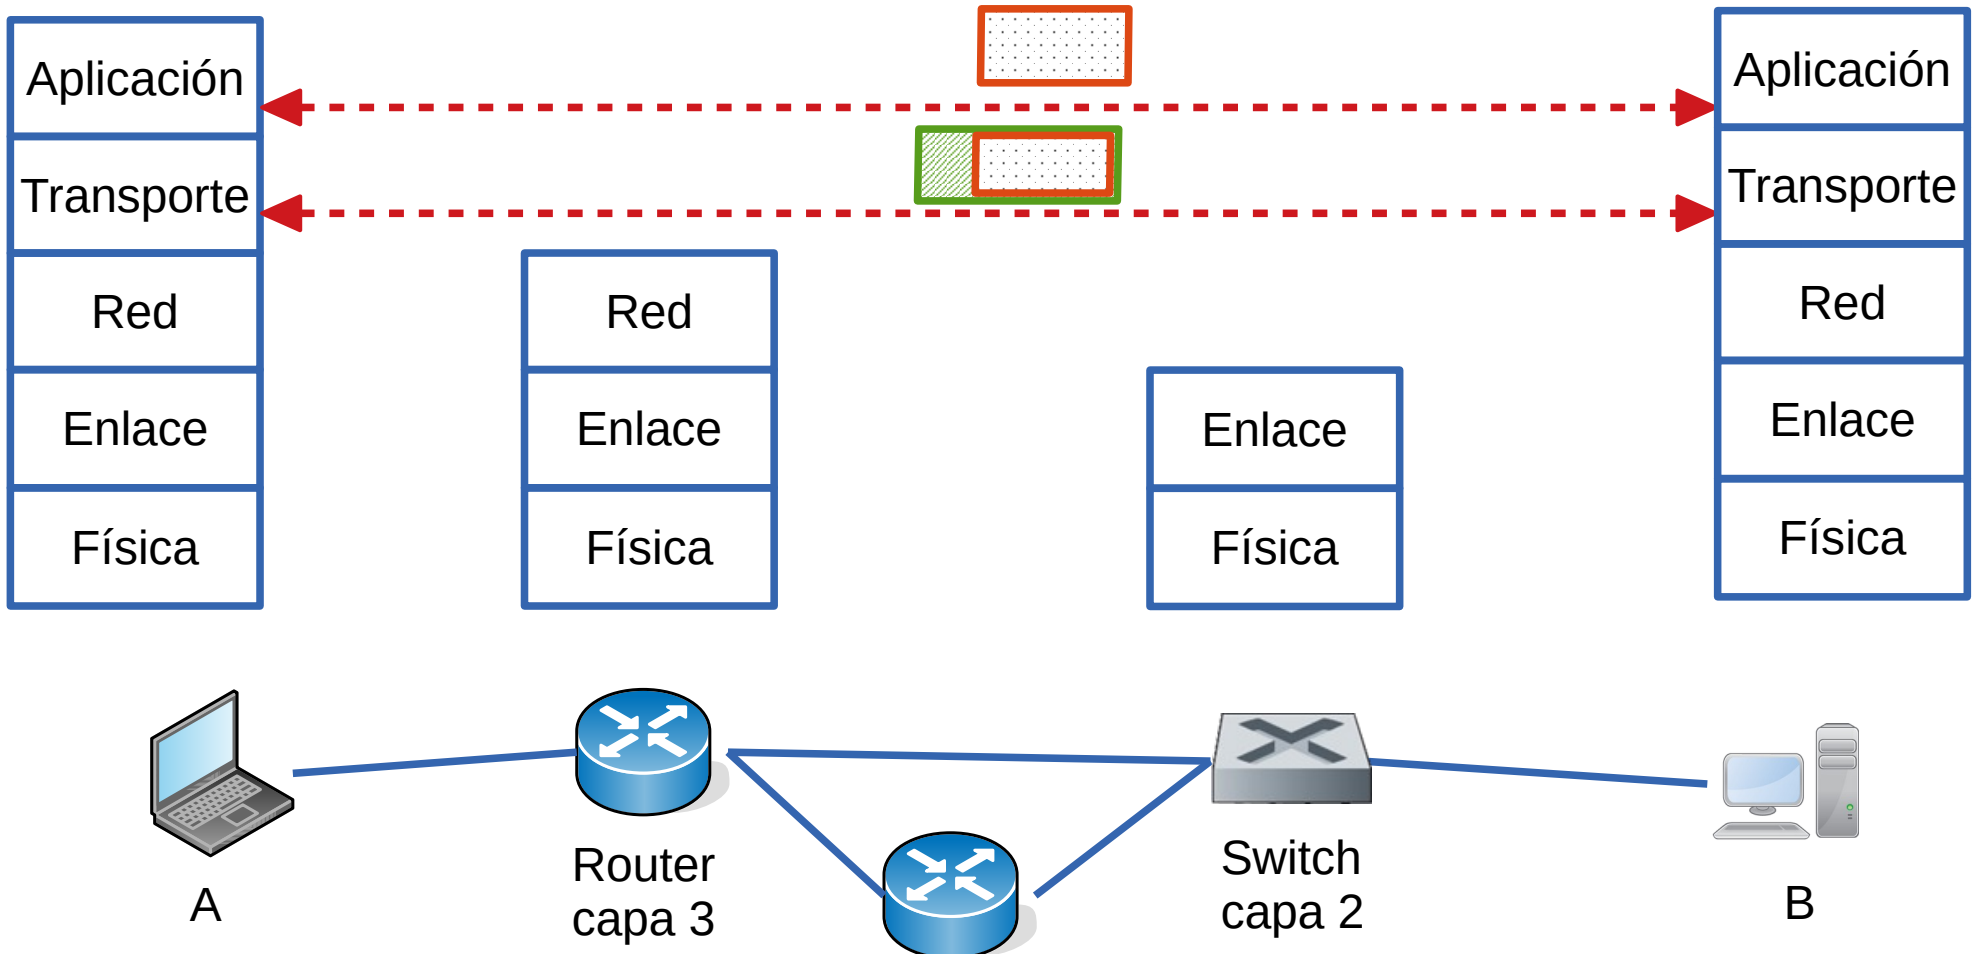 Aplicación
Transporte
Red
Enlace
Física
Red
Enlace
Física
Enlace
Física
Aplicación
Transporte
Red
Enlace
Física
A
Router
capa 3
Switch
capa 2
B